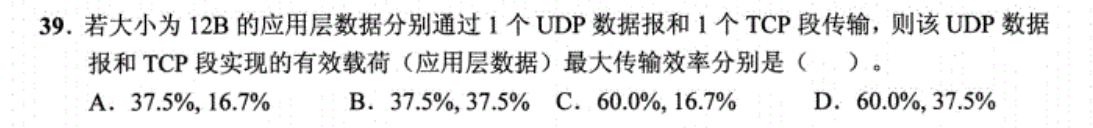 39．若大小为 12B 的应用层数据分别通过 1 个 UDP 数据报和 1 个 TCP 段传输，则该 UDP 数据
报和 TCP 段实现的有效载荷（应用层数据）最大传输效率分别是（　）。
A．37.5%, 16.7%　B．37.5%, 37.5%　C．60.0%, 16.7%　D．60.0%, 37.5%